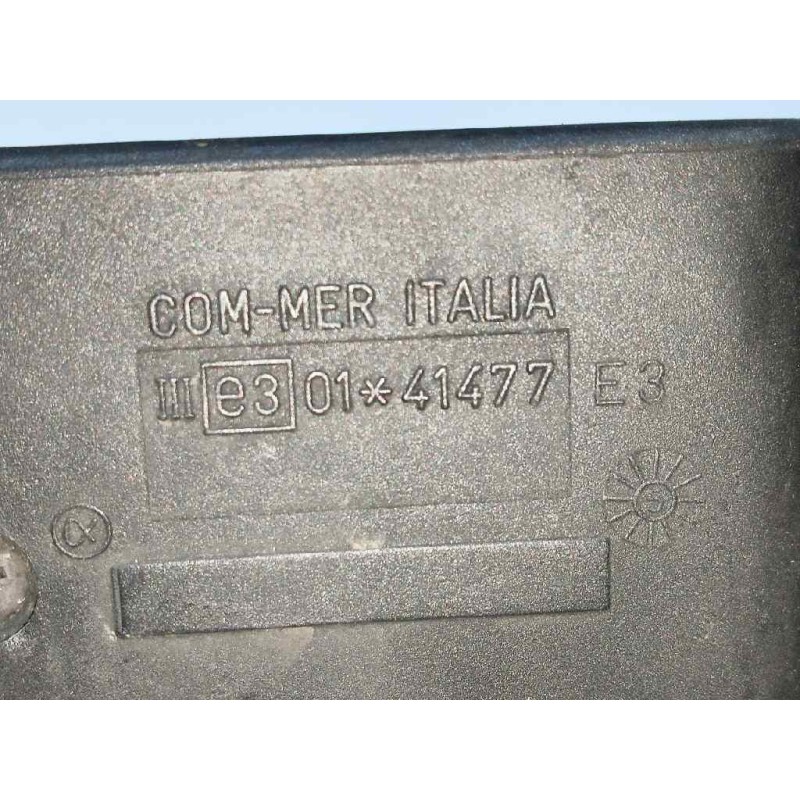 COM-MER ITALIA
III e3 01*41477 E3
α